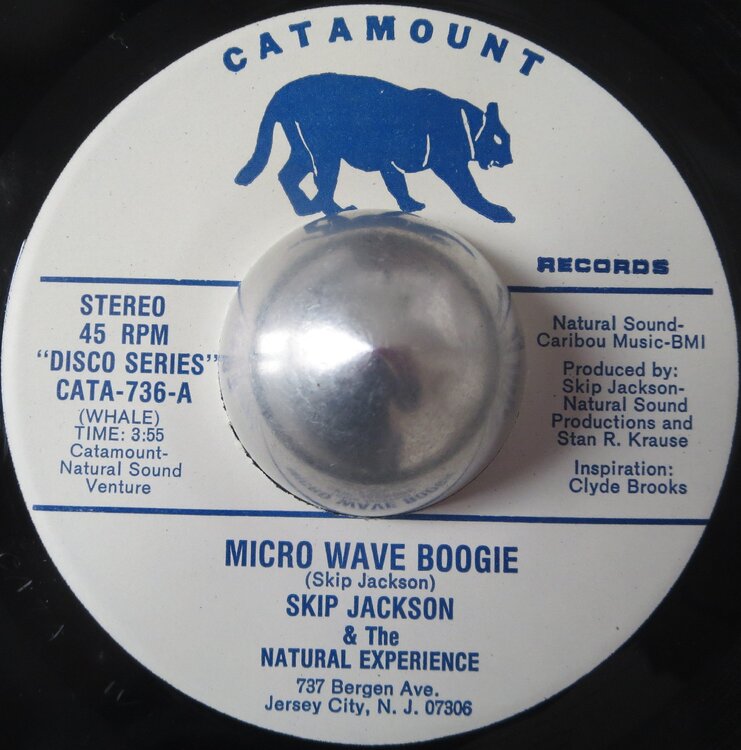 CATAMOUNT
RECORDS
STEREO
45 RPM
"DISCO SERIES"
CATA-736-A
(WHALE)
TIME: 3:55
Catamount-
Natural Sound
Venture
Natural Sound-
Caribou Music-BMI
Produced by:
Skip Jackson-
Natural Sound
Productions and
Stan R. Krause
Inspiration:
Clyde Brooks
MICRO WAVE BOOGIE
(Skip Jackson)
SKIP JACKSON
& The
NATURAL EXPERIENCE
737 Bergen Ave.
Jersey City, N. J. 07306